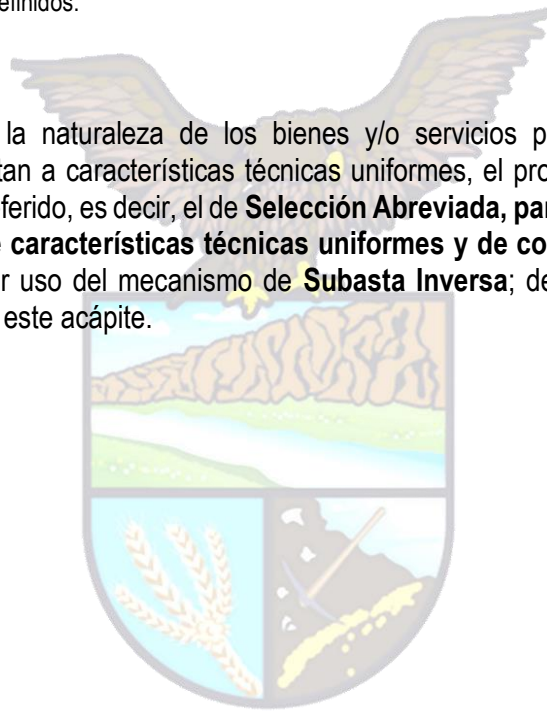 efinidos.
la naturaleza de los bienes y/o servicios p
tan a características técnicas uniformes, el pro
ferido, es decir, el de Selección Abreviada, par
e características técnicas uniformes y de co
r uso del mecanismo de Subasta Inversa; de
este acápite.